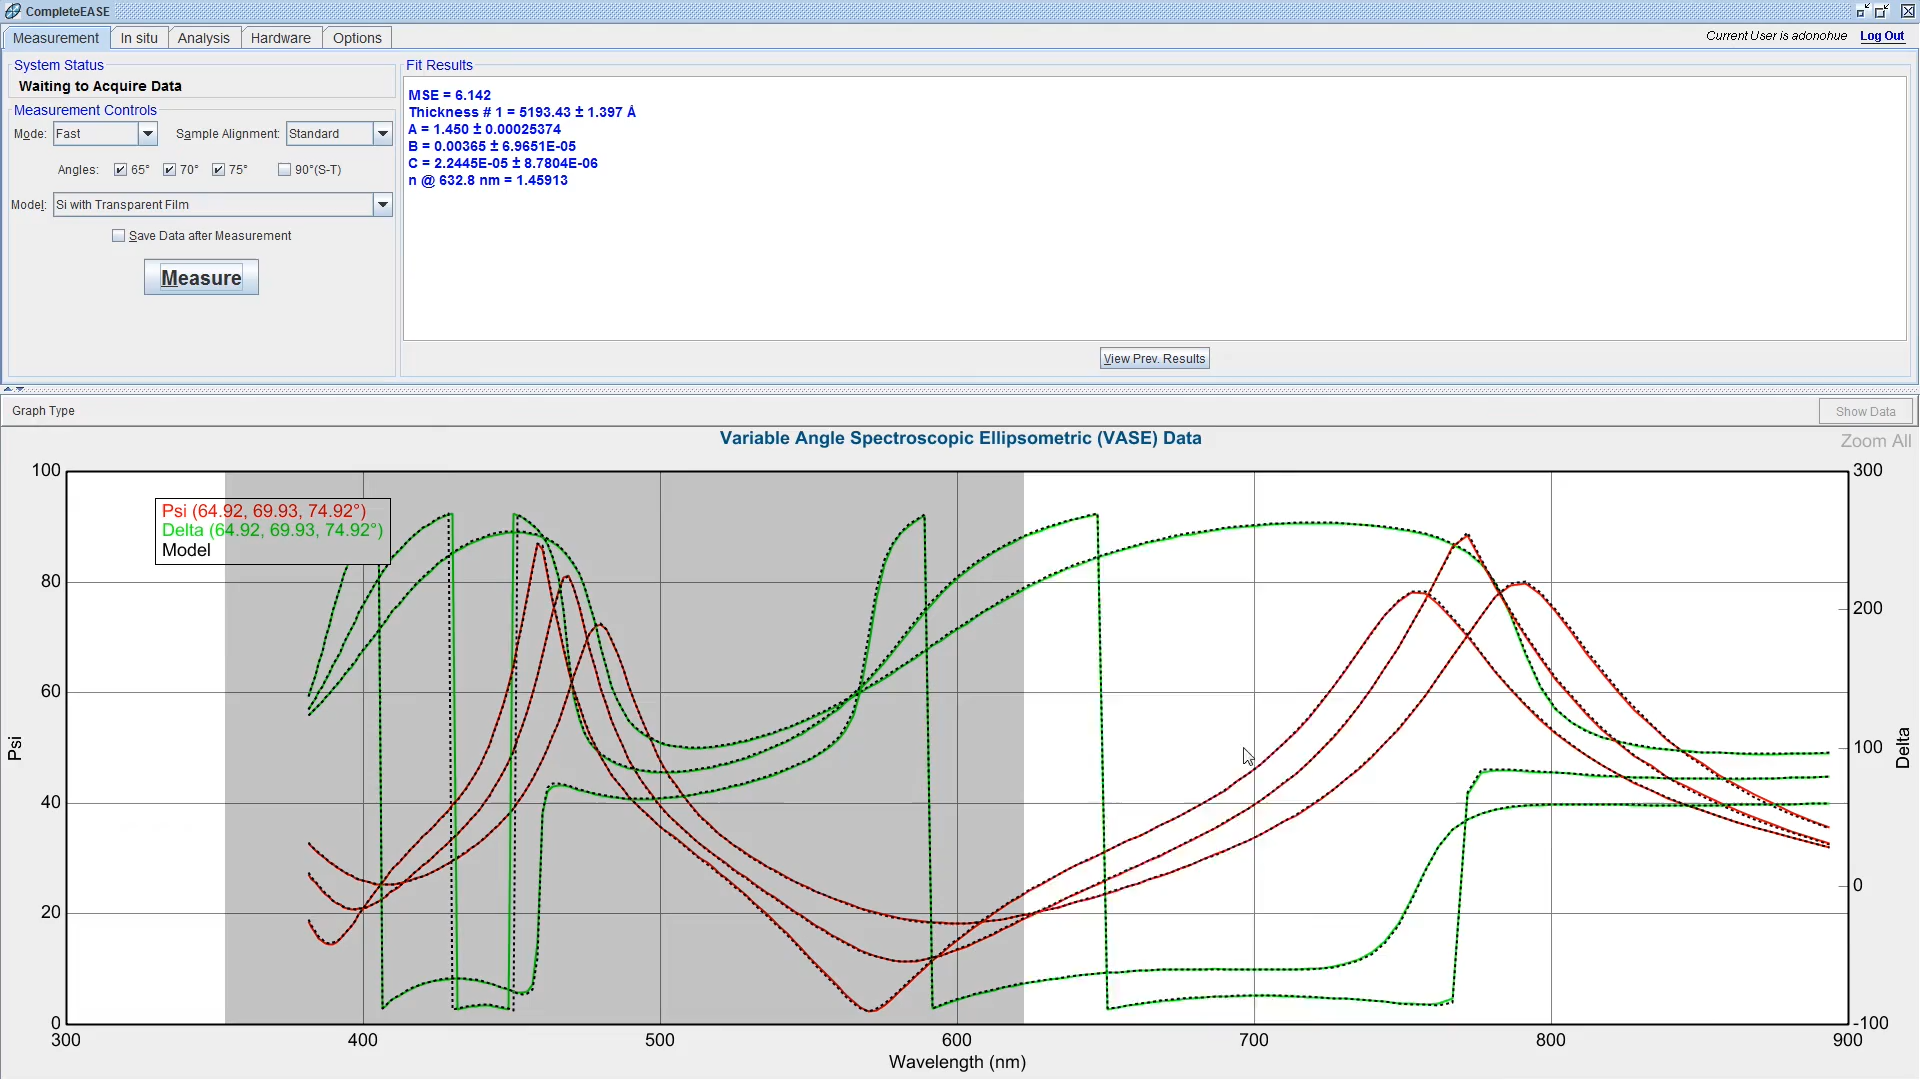 CompleteEASE
Measurement In situ Analysis Hardware Options
Current User is adonohue Log Out
System Status
Waiting to Acquire Data
Measurement Controls
Mode: Fast Sample Alignment: Standard
Angles: 65° 70° 75° 90°(S-T)
Model: Si with Transparent Film
Save Data after Measurement
Measure
Fit Results
MSE = 6.142
Thickness # 1 = 5193.43 ± 1.397 Å
A = 1.450 ± 0.00025374
B = 0.00365 ± 6.9651E-05
C = 2.2445E-05 ± 8.7804E-06
n @ 632.8 nm = 1.45913
View Prev. Results
Graph Type
Show Data
Variable Angle Spectroscopic Ellipsometric (VASE) Data
Zoom All
Psi (64.92, 69.93, 74.92°)
Delta (64.92, 69.93, 74.92°)
Model
100
80
60
40
20
0
Psi
300
200
100
0
-100
Delta
300 400 500 600 700 800 900
Wavelength (nm)